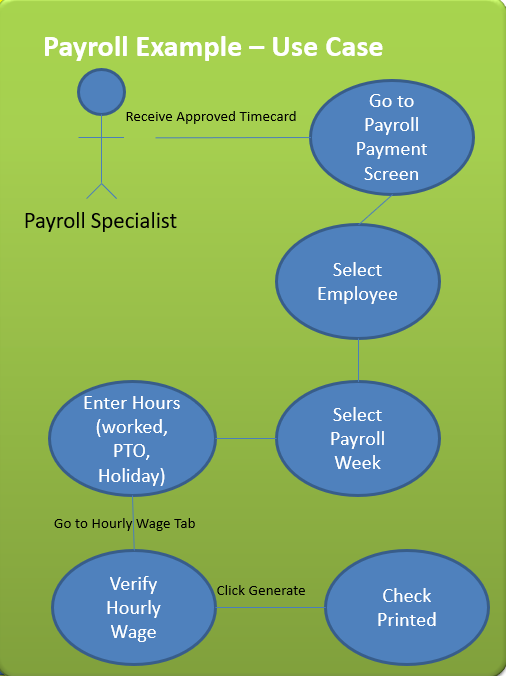 Payroll Example – Use Case
Receive Approved Timecard
Go to
Payroll
Payment
Screen
Payroll Specialist
Select
Employee
Enter Hours
(worked,
PTO,
Holiday)
Select
Payroll
Week
Go to Hourly Wage Tab
Verify
Hourly
Wage
Click Generate
Check
Printed